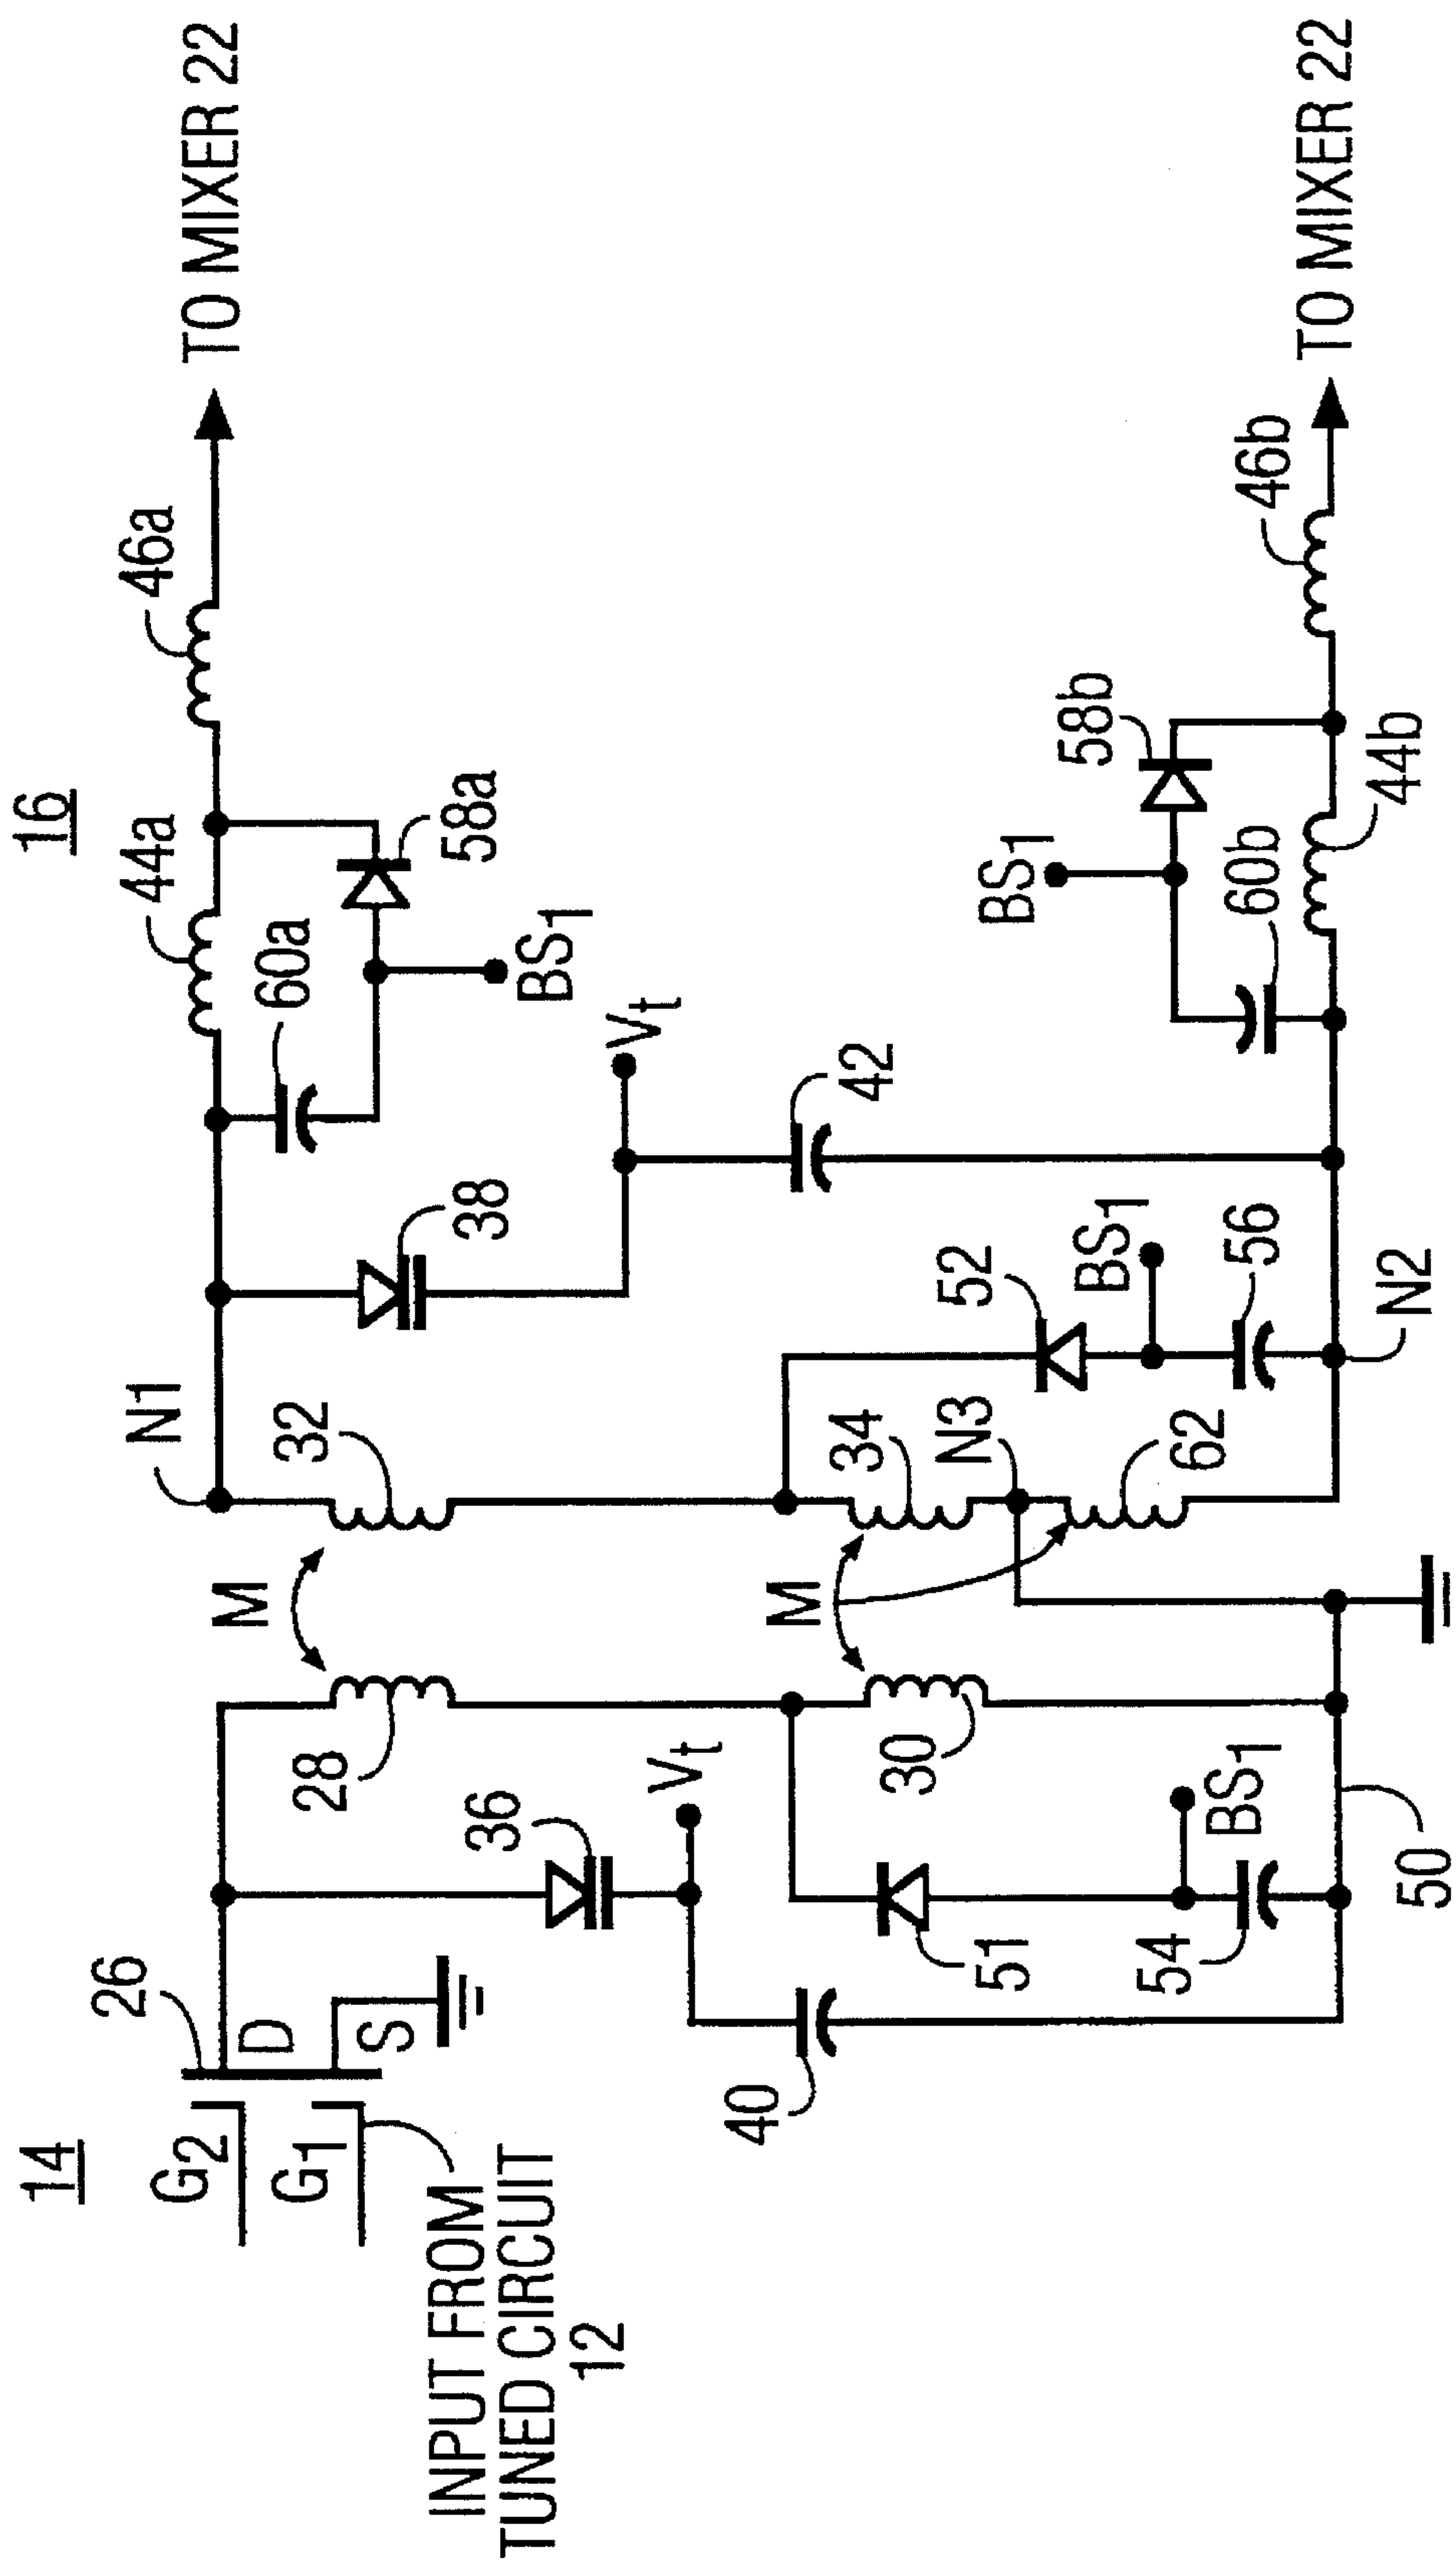 14
16
G2
G1
INPUT FROM
TUNED CIRCUIT
12
26
D
S
40
36
Vt
51
54
BS1
50
28
30
M
M
N1
32
34
N3
62
52
BS1
56
N2
38
Vt
42
60a
44a
58a
BS1
46a
TO MIXER 22
BS1
60b
58b
44b
46b
TO MIXER 22